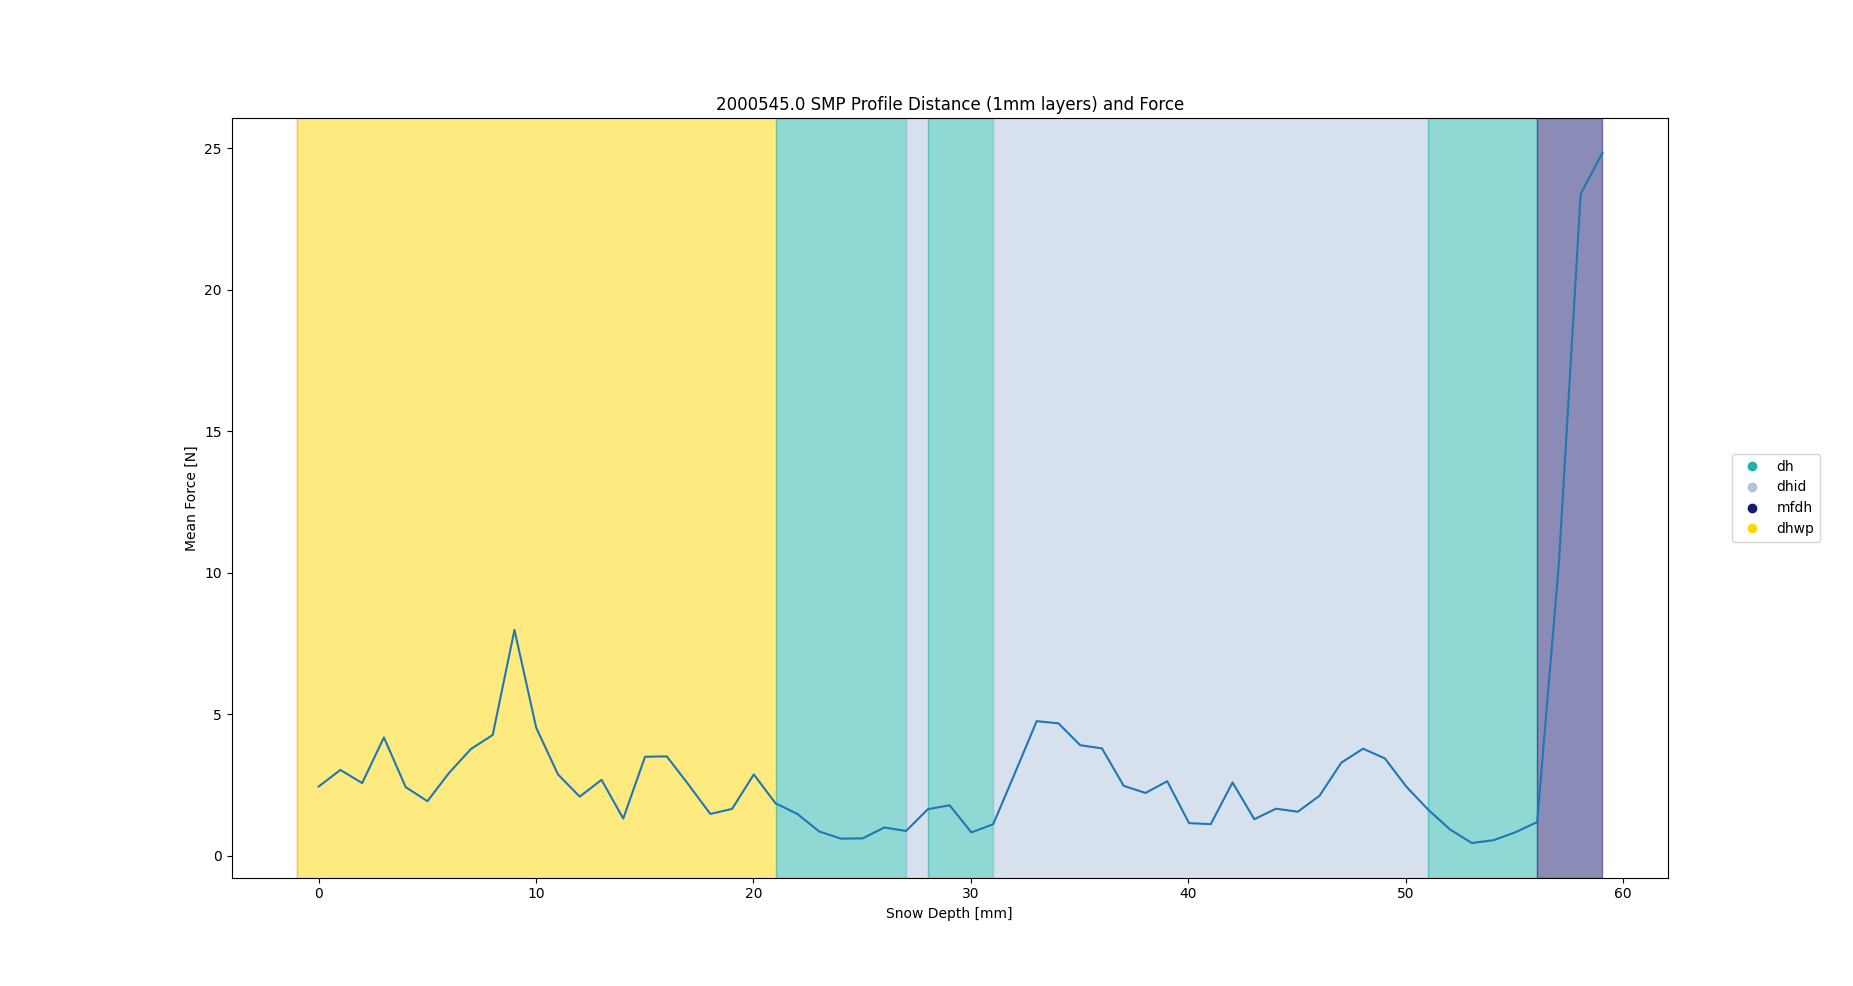 2000545.0 SMP Profile Distance (1mm layers) and Force
25
20
15
10
5
0
Mean Force [N]
0 10 20 30 40 50 60
Snow Depth [mm]
dh
dhid
mfdh
dhwp